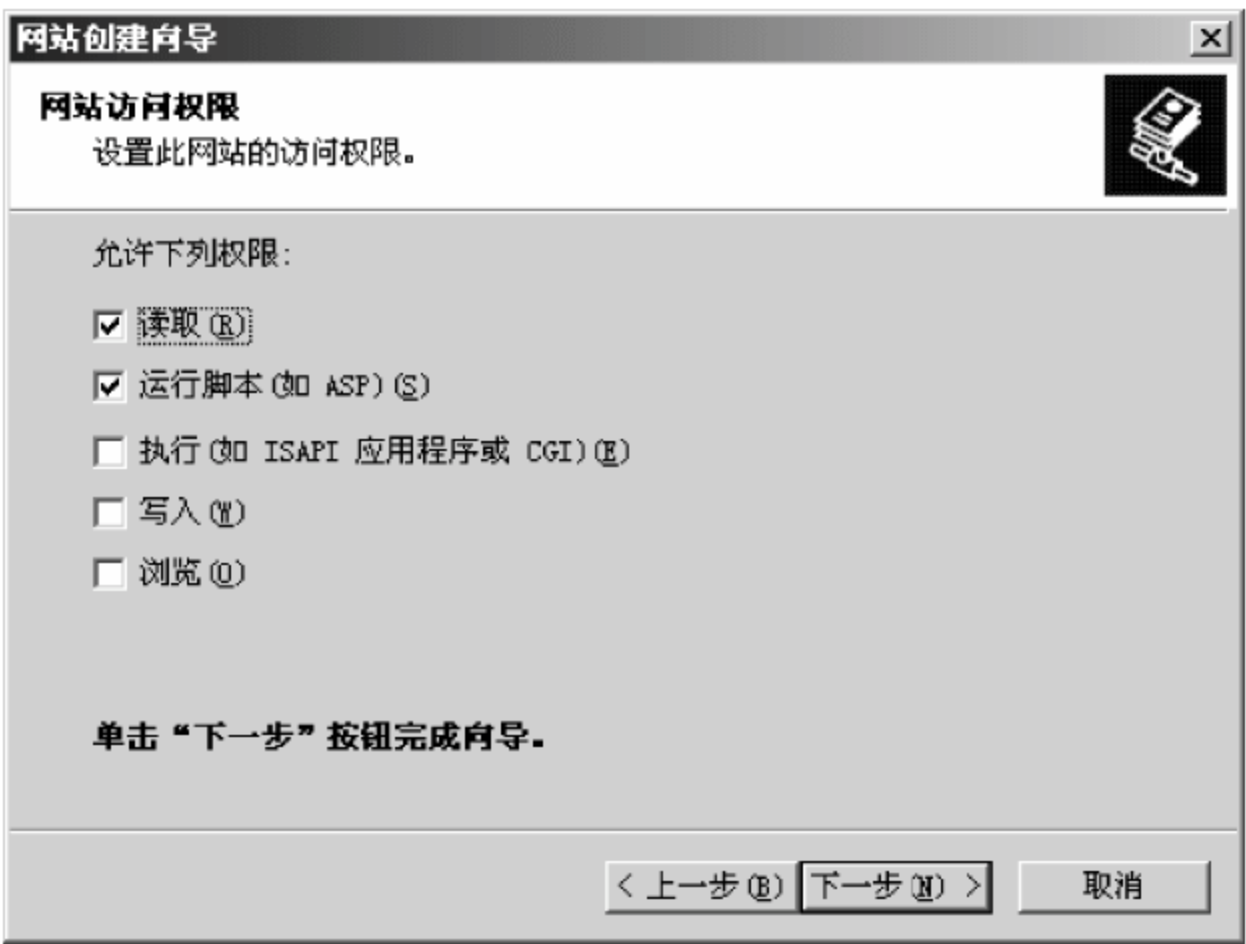 网站创建向导
网站访问权限
设置此网站的访问权限。
允许下列权限:
读取(R)
运行脚本(如 ASP)(S)
执行(如 ISAPI 应用程序或 CGI)(E)
写入(W)
浏览(O)
单击“下一步”按钮完成向导。
< 上一步(B) 下一步(N) > 取消